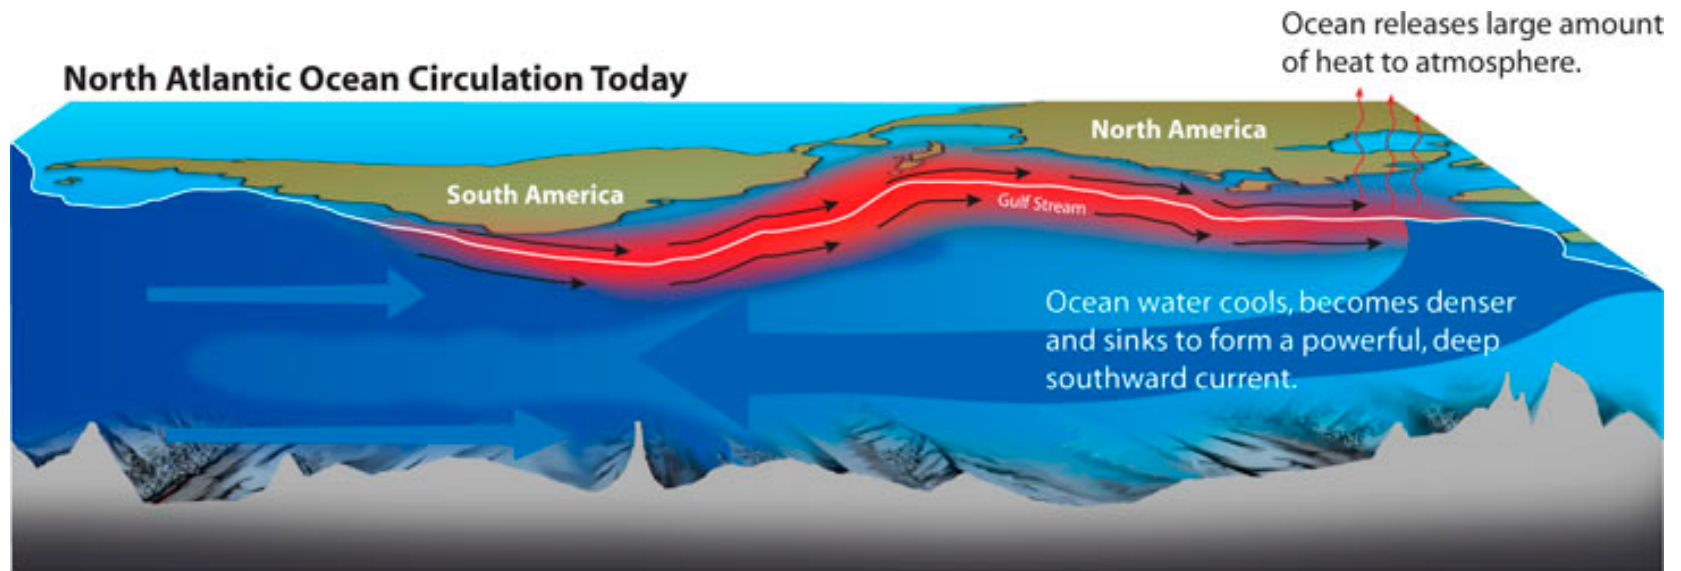 Ocean releases large amount
of heat to atmosphere.
North Atlantic Ocean Circulation Today
North America
South America
Gulf Stream
Ocean water cools, becomes denser
and sinks to form a powerful, deep
southward current.